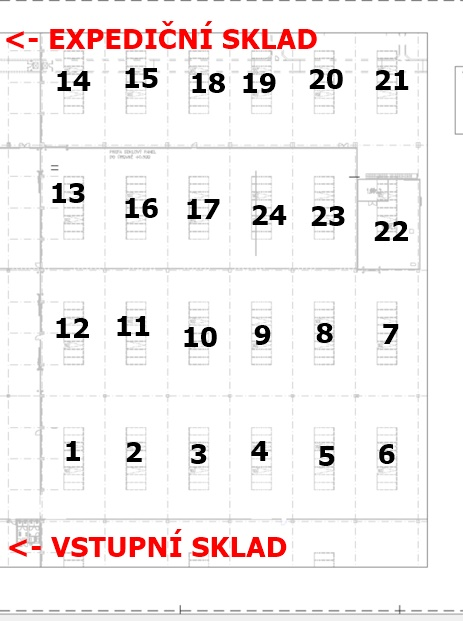 <- EXPEDIČNÍ SKLAD
14 15 18 19 20 21
13 16 17 24 23 22
12 11 10 9 8 7
1 2 3 4 5 6
<- VSTUPNÍ SKLAD